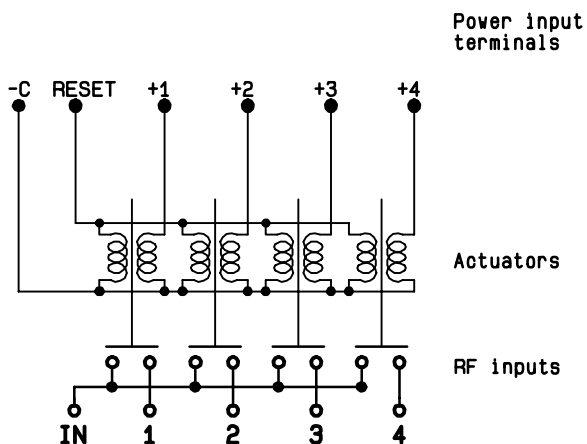 Power input
terminals
-C RESET +1 +2 +3 +4
Actuators
RF inputs
IN 1 2 3 4